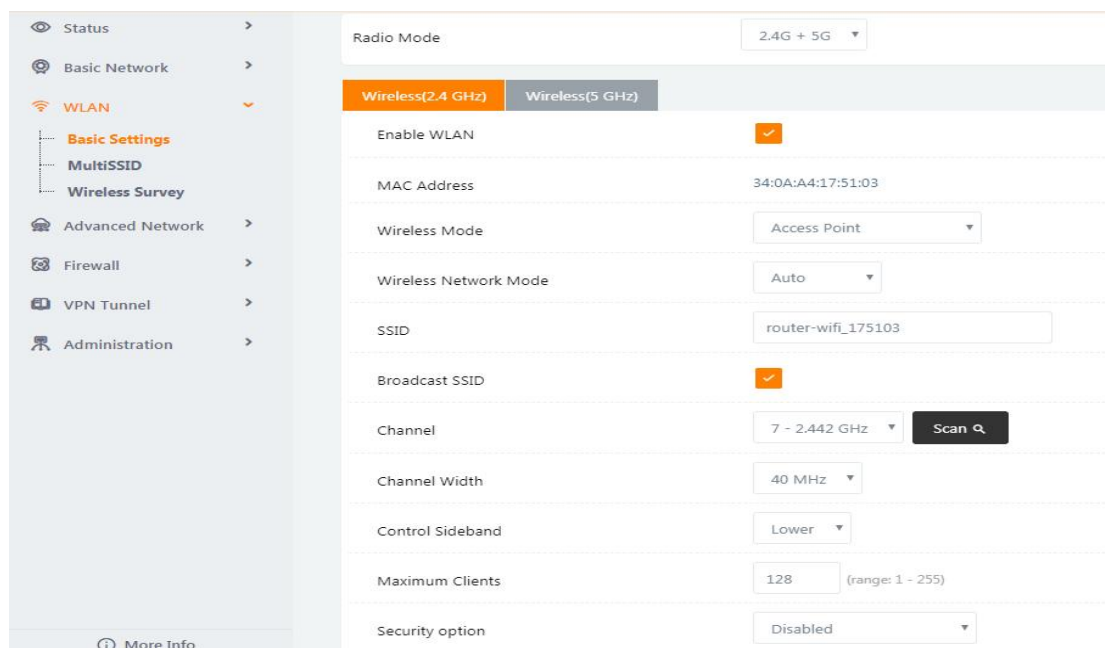 Status
Basic Network
WLAN
Basic Settings
MultiSSID
Wireless Survey
Advanced Network
Firewall
VPN Tunnel
Administration
More Info
Radio Mode 2.4G + 5G
Wireless(2.4 GHz) Wireless(5 GHz)
Enable WLAN
MAC Address 34:0A:A4:17:51:03
Wireless Mode Access Point
Wireless Network Mode Auto
SSID router-wifi_175103
Broadcast SSID
Channel 7 - 2.442 GHz Scan
Channel Width 40 MHz
Control Sideband Lower
Maximum Clients 128 (range: 1 - 255)
Security option Disabled